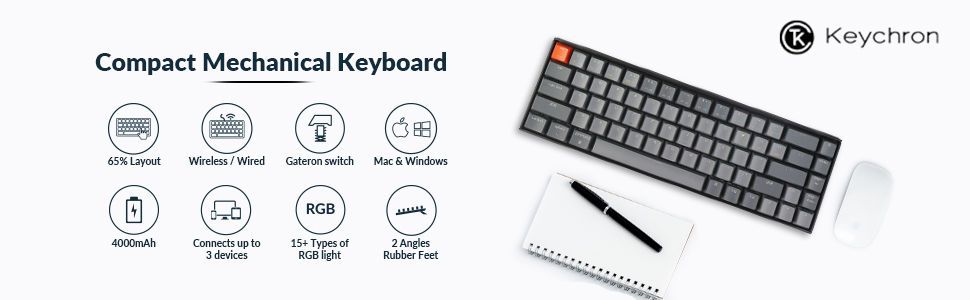 Keychron
Compact Mechanical Keyboard
65% Layout
Wireless / Wired
Gateron switch
Mac & Windows
4000mAh
Connects up to
3 devices
RGB
15+ Types of
RGB light
2 Angles
Rubber Feet